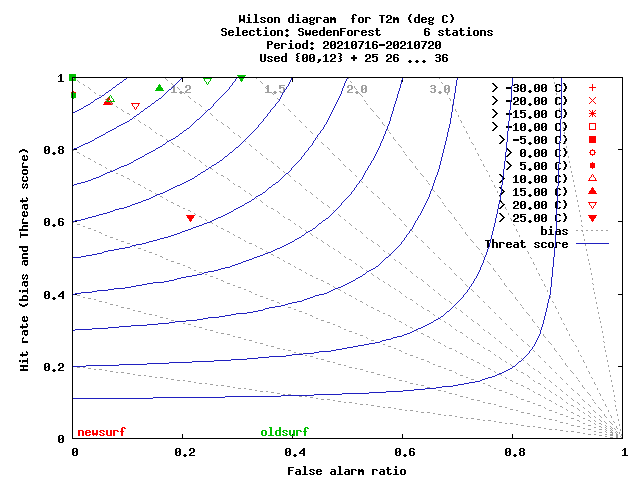 Wilson diagram  for T2m (deg C)
Selection: SwedenForest      6 stations
Period: 20210716-20210720
Used {00,12} + 25 26 ... 36
Hit rate (bias and Threat score)
1
0.8
0.6
0.4
0.2
0
1.2
1.5
2.0
3.0
> -30.00 C)
> -20.00 C)
> -15.00 C)
> -10.00 C)
> -5.00 C)
> 0.00 C)
> 5.00 C)
> 10.00 C)
> 15.00 C)
> 20.00 C)
> 25.00 C)
bias
Threat score
newsurf
oldsurf
0
0.2
0.4
0.6
0.8
1
False alarm ratio